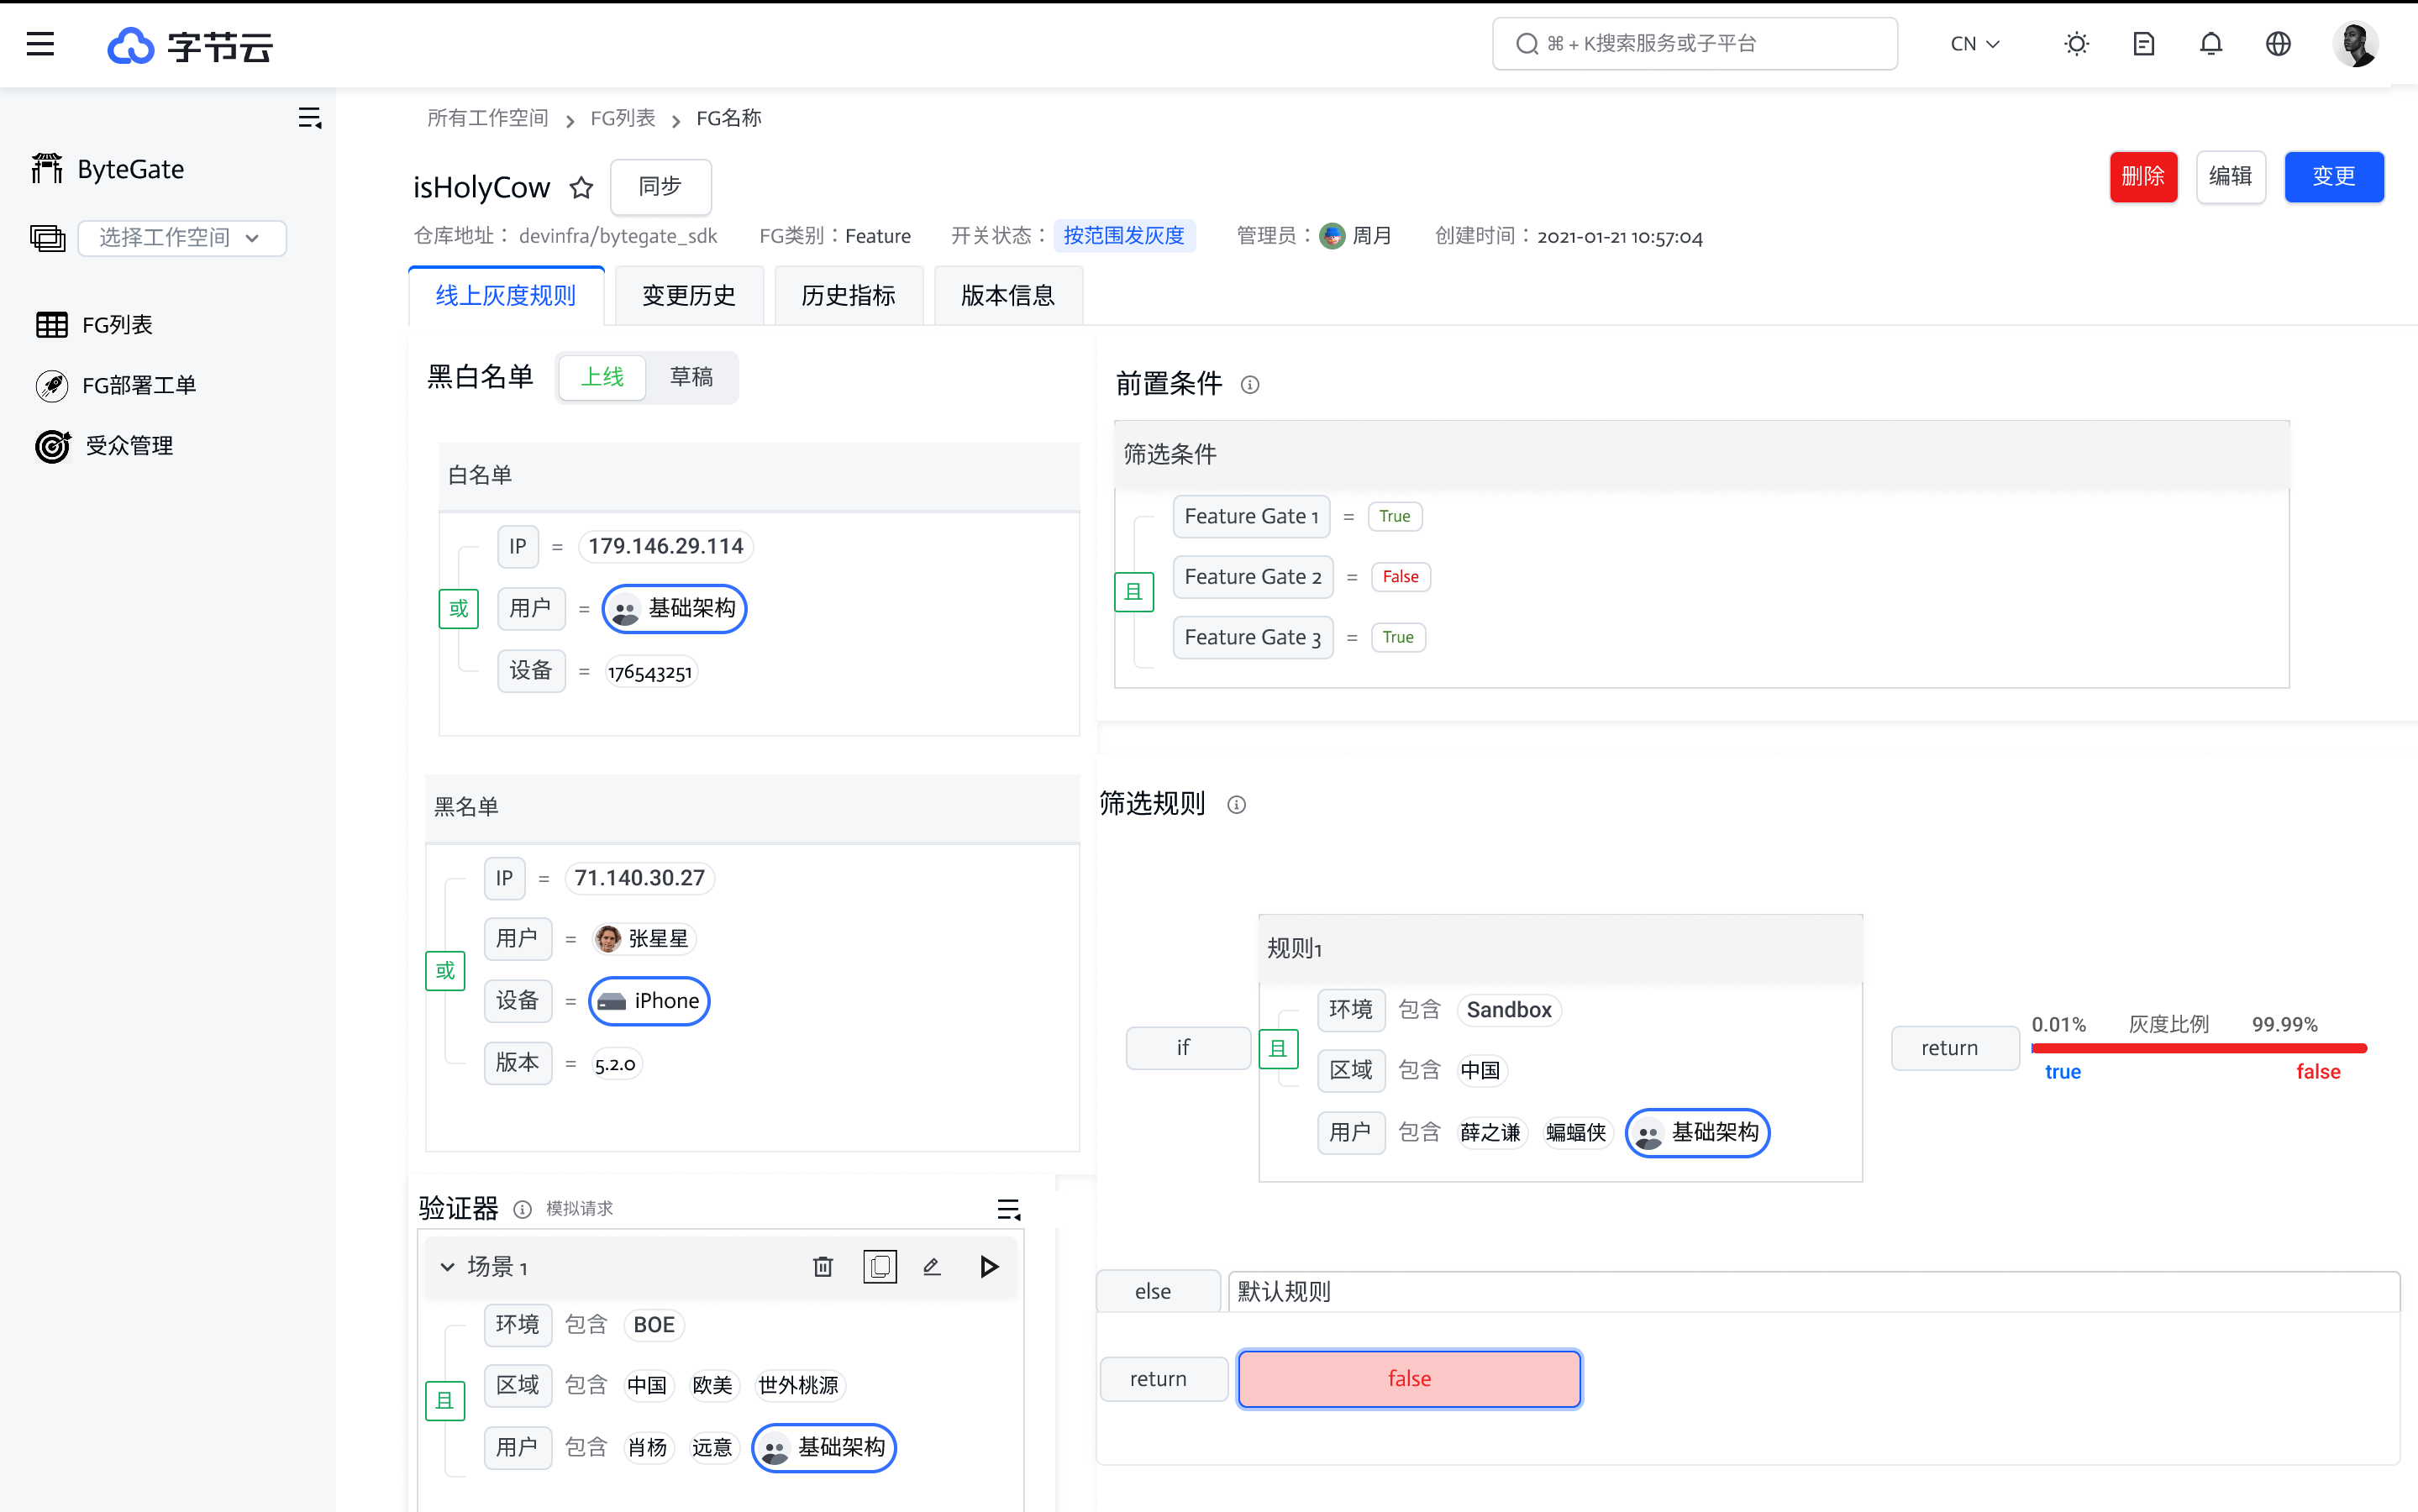 字节云
⌘ + K搜索服务或子平台
CN
ByteGate
选择工作空间
FG列表
FG部署工单
受众管理
所有工作空间 > FG列表 > FG名称
isHolyCow 同步
删除 编辑 变更
仓库地址： devinfra/bytegate_sdk FG类别：Feature 开关状态： 按范围发灰度 管理员： 周月 创建时间：2021-01-21 10:57:04
线上灰度规则 变更历史 历史指标 版本信息
黑白名单 上线 草稿
白名单
或
IP = 179.146.29.114
用户 = 基础架构
设备 = 176543251
黑名单
或
IP = 71.140.30.27
用户 = 张星星
设备 = iPhone
版本 = 5.2.0
验证器 模拟请求
场景 1
且
环境 包含 BOE
区域 包含 中国 欧美 世外桃源
用户 包含 肖杨 远意 基础架构
前置条件
筛选条件
且
Feature Gate 1 = True
Feature Gate 2 = False
Feature Gate 3 = True
筛选规则
if
规则1
且
环境 包含 Sandbox
区域 包含 中国
用户 包含 薛之谦 蝙蝠侠 基础架构
return
0.01% 灰度比例 99.99%
true false
else 默认规则
return false